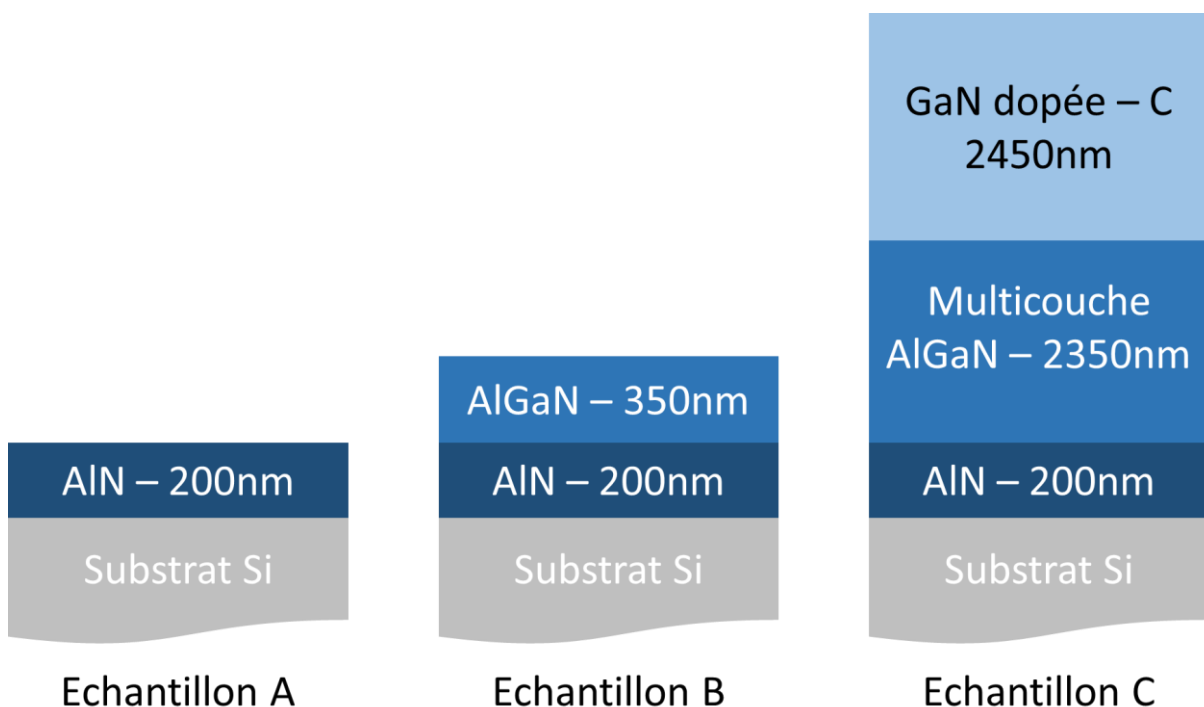 AlN – 200nm
Substrat Si
Echantillon A
AlGaN – 350nm
AlN – 200nm
Substrat Si
Echantillon B
GaN dopée – C
2450nm
Multicouche
AlGaN – 2350nm
AlN – 200nm
Substrat Si
Echantillon C